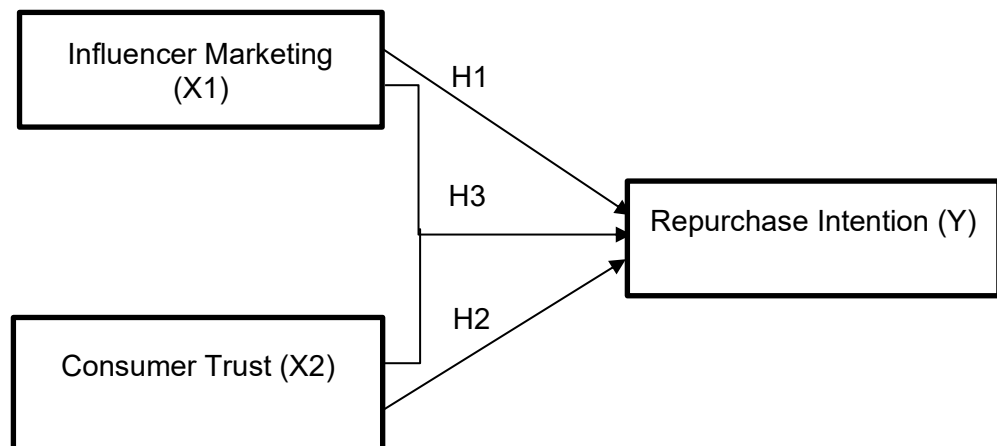 Influencer Marketing
(X1)
H1
H3
Repurchase Intention (Y)
H2
Consumer Trust (X2)